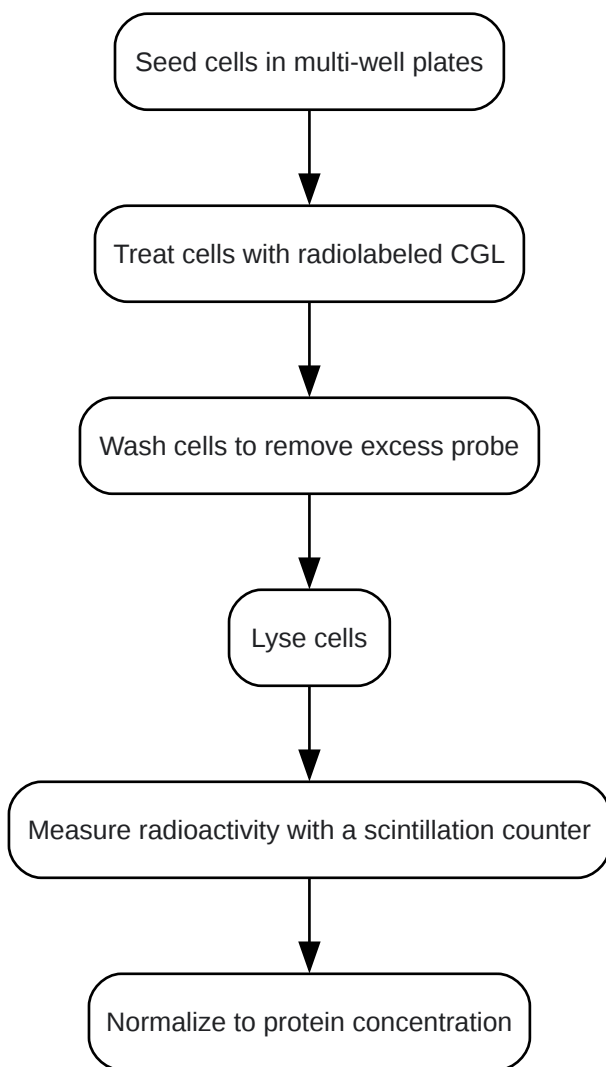 Seed cells in multi-well plates
Treat cells with radiolabeled CGL
Wash cells to remove excess probe
Lyse cells
Measure radioactivity with a scintillation counter
Normalize to protein concentration